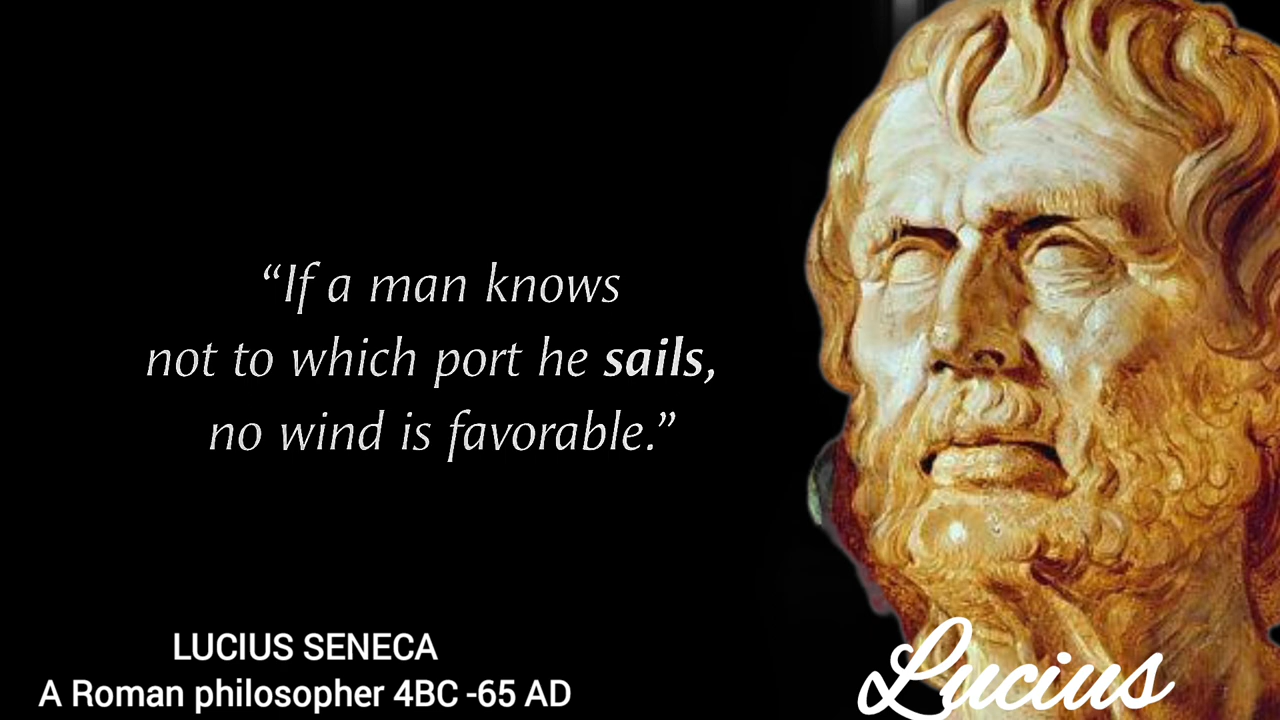 “If a man knows
not to which port he sails,
no wind is favorable.”
LUCIUS SENECA
A Roman philosopher 4BC -65 AD
Lucius